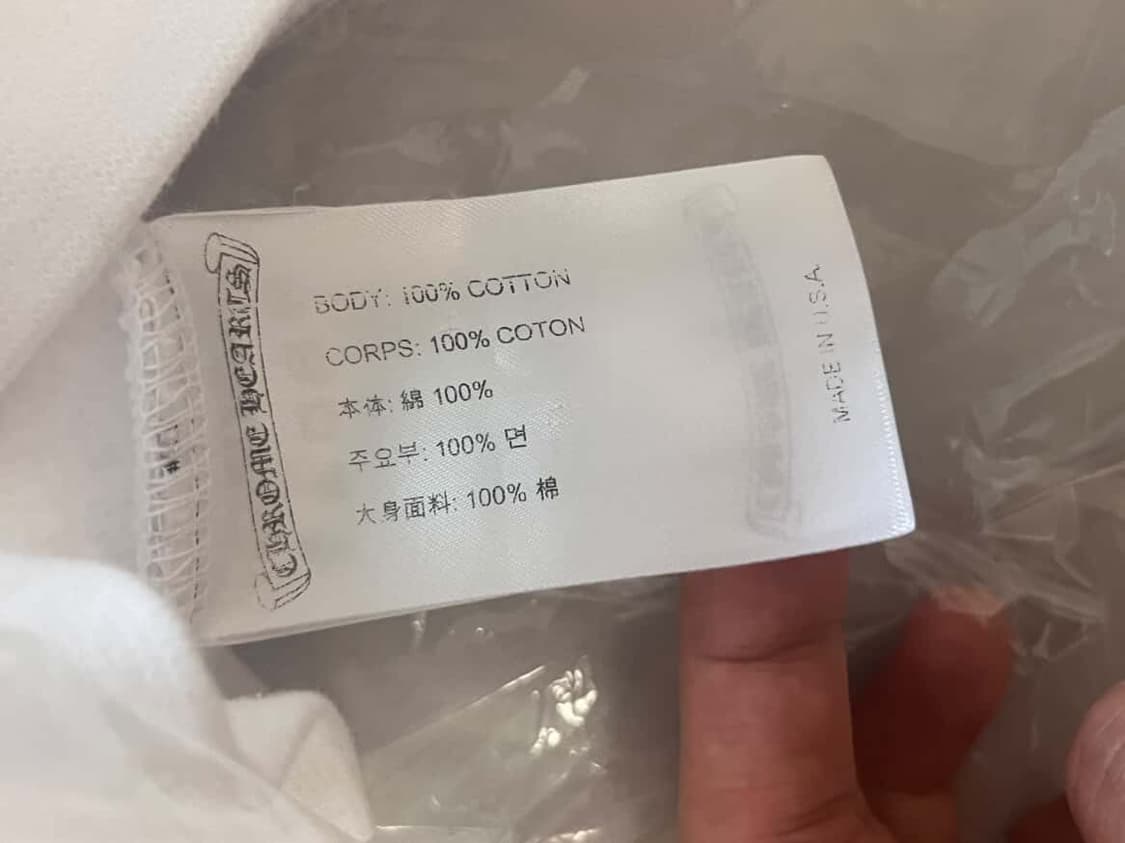 CHROME HEARTS
BODY: 100% COTTON
CORPS: 100% COTON
本体: 綿 100%
주요부: 100% 면
大身面料: 100% 棉
MADE IN U.S.A.